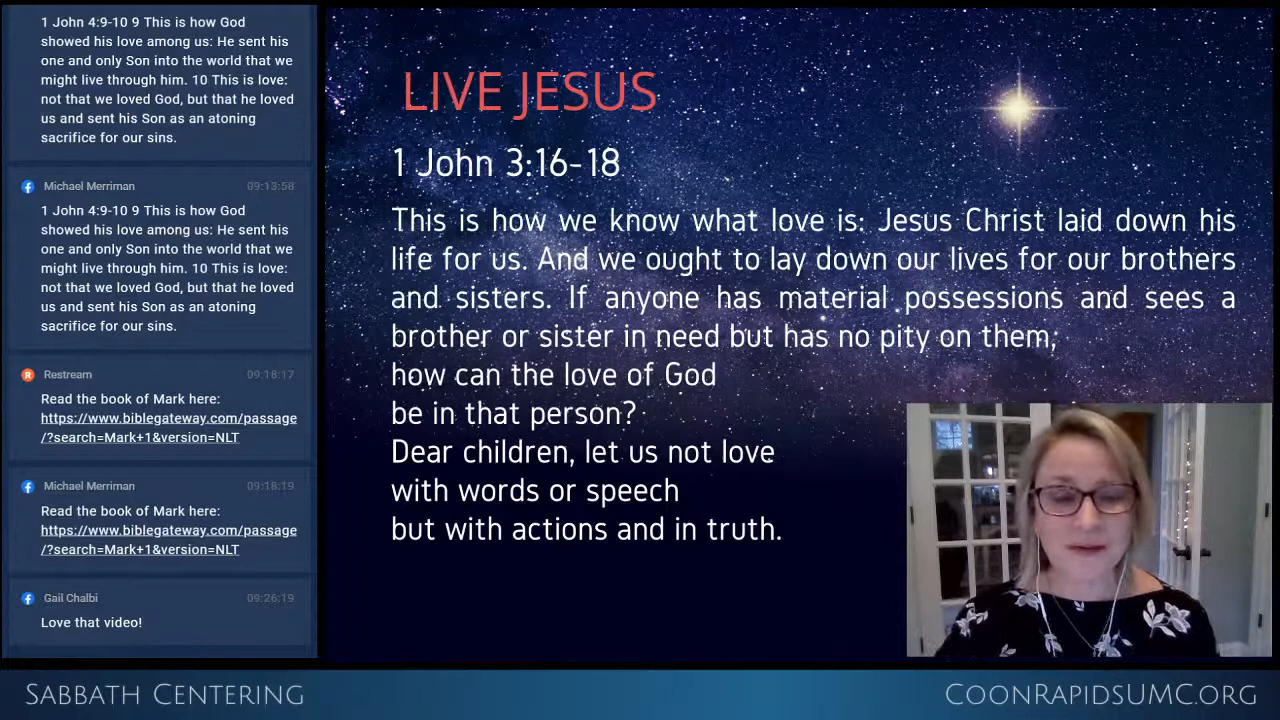 1 John 4:9-10 9 This is how God
showed his love among us: He sent his
one and only Son into the world that we
might live through him. 10 This is love:
not that we loved God, but that he loved
us and sent his Son as an atoning
sacrifice for our sins.
Michael Merriman 09:13:58
1 John 4:9-10 9 This is how God
showed his love among us: He sent his
one and only Son into the world that we
might live through him. 10 This is love:
not that we loved God, but that he loved
us and sent his Son as an atoning
sacrifice for our sins.
Restream 09:18:17
Read the book of Mark here:
https://www.biblegateway.com/passage
/?search=Mark+1&version=NLT
Michael Merriman 09:18:19
Read the book of Mark here:
https://www.biblegateway.com/passage
/?search=Mark+1&version=NLT
Gail Chalbi 09:26:19
Love that video!
LIVE JESUS
1 John 3:16-18
This is how we know what love is: Jesus Christ laid down his
life for us. And we ought to lay down our lives for our brothers
and sisters. If anyone has material possessions and sees a
brother or sister in need but has no pity on them;
how can the love of God
be in that person?
Dear children, let us not love
with words or speech
but with actions and in truth.
SABBATH CENTERING
COONRAPIDSUMC.ORG